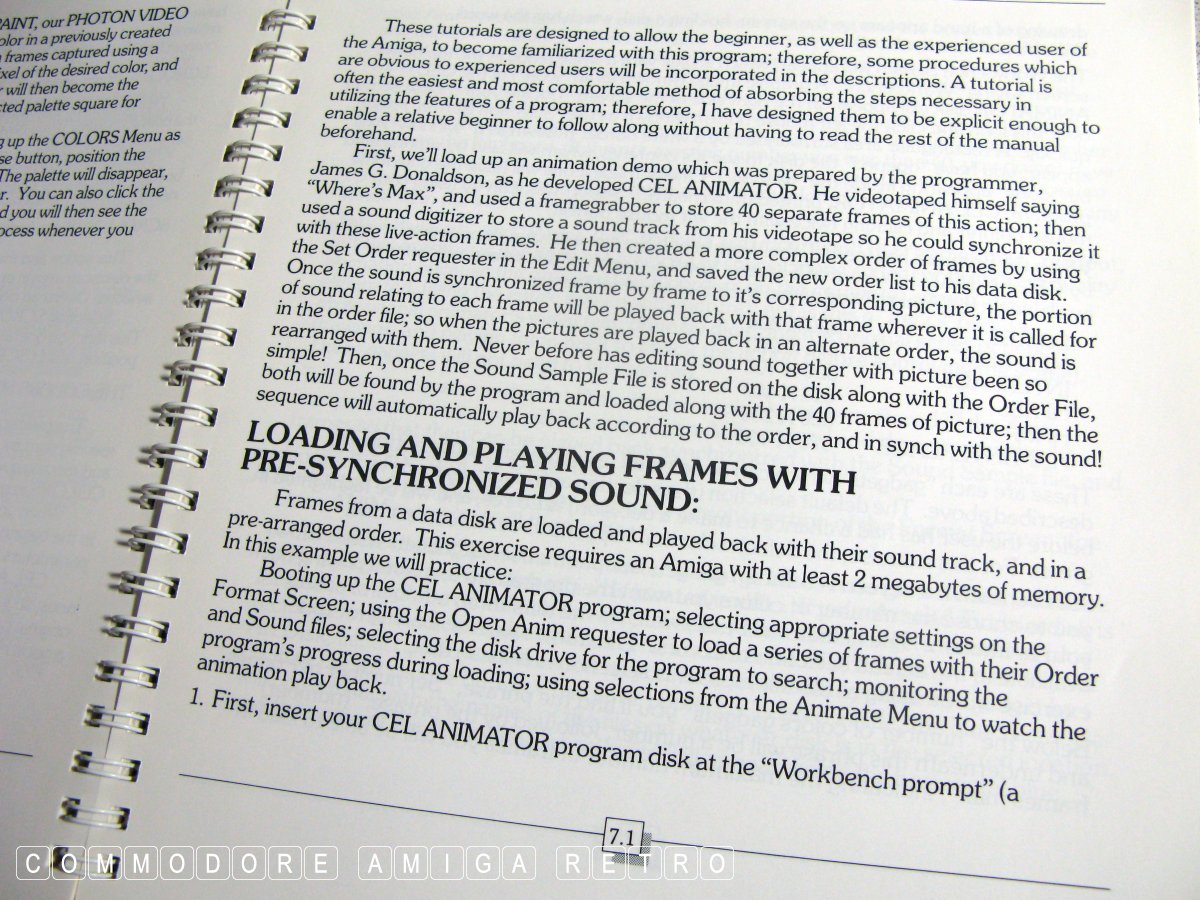 PAINT, our PHOTON VIDEO
color in a previously created
frames captured using a
pixel of the desired color, and
will then become the
cted palette square for
g up the COLORS Menu as
se button, position the
The palette will disappear,
r. You can also click the
d you will then see the
ocess whenever you
These tutorials are designed to allow the beginner, as well as the experienced user of
the Amiga, to become familiarized with this program; therefore, some procedures which
are obvious to experienced users will be incorporated in the descriptions. A tutorial is
often the easiest and most comfortable method of absorbing the steps necessary in
utilizing the features of a program; therefore, I have designed them to be explicit enough to
enable a relative beginner to follow along without having to read the rest of the manual
beforehand.
First, we'll load up an animation demo which was prepared by the programmer,
James G. Donaldson, as he developed CEL ANIMATOR. He videotaped himself saying
"Where's Max", and used a framegrabber to store 40 separate frames of this action; then
used a sound digitizer to store a sound track from his videotape so he could synchronize it
with these live-action frames. He then created a more complex order of frames by using
the Set Order requester in the Edit Menu, and saved the new order list to his data disk.
Once the sound is synchronized frame by frame to it's corresponding picture, the portion
of sound relating to each frame will be played back with that frame wherever it is called for
in the order file; so when the pictures are played back in an alternate order, the sound is
rearranged with them. Never before has editing sound together with picture been so
simple! Then, once the Sound Sample File is stored on the disk along with the Order File,
both will be found by the program and loaded along with the 40 frames of picture; then the
sequence will automatically play back according to the order, and in synch with the sound!
LOADING AND PLAYING FRAMES WITH
PRE-SYNCHRONIZED SOUND:
Frames from a data disk are loaded and played back with their sound track, and in a
pre-arranged order. This exercise requires an Amiga with at least 2 megabytes of memory.
In this example we will practice:
Booting up the CEL ANIMATOR program; selecting appropriate settings on the
Format Screen; using the Open Anim requester to load a series of frames with their Order
and Sound files; selecting the disk drive for the program to search; monitoring the
program's progress during loading; using selections from the Animate Menu to watch the
animation play back.
1. First, insert your CEL ANIMATOR program disk at the "Workbench prompt" (a
7.1
COMMODORE AMIGA RETRO